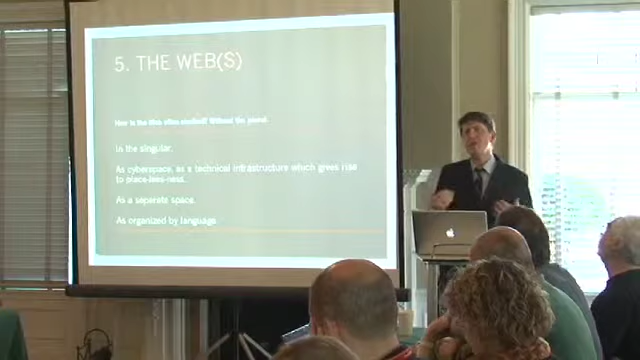 5. THE WEB(S)
How is the Web often studied? Without the plural.
In the singular.
As cyberspace, as a technical infrastructure which gives rise
to place-less-ness.
As a separate space.
As organized by language